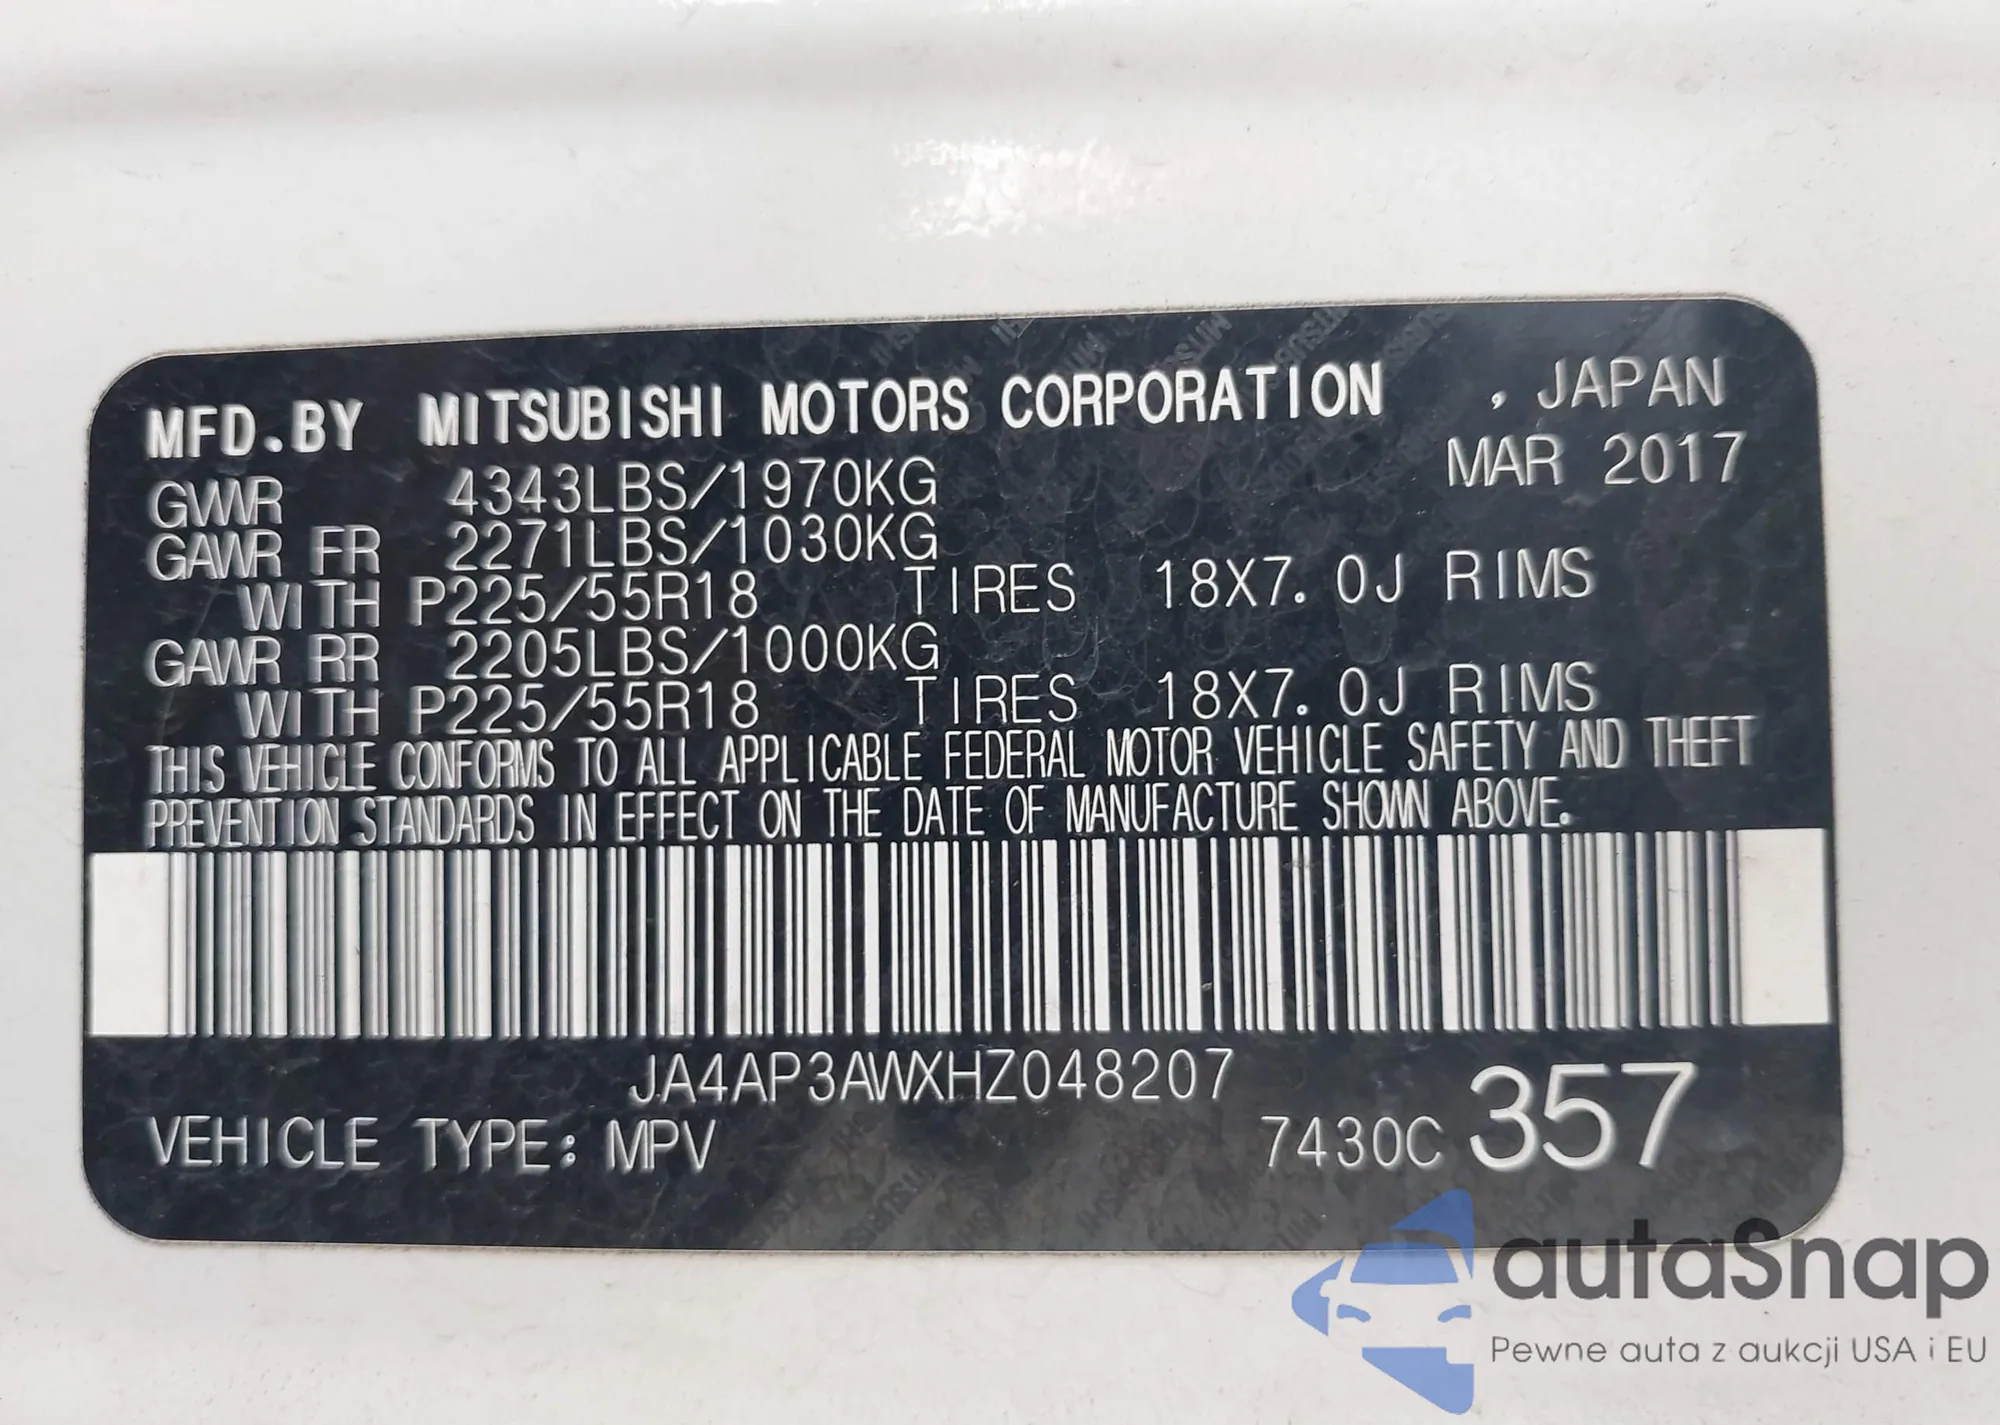 MFD.BY MITSUBISHI MOTORS CORPORATION , JAPAN
MAR 2017
GVWR 4343LBS/1970KG
GAWR FR 2271LBS/1030KG
WITH P225/55R18 TIRES 18X7.0J RIMS
GAWR RR 2205LBS/1000KG
WITH P225/55R18 TIRES 18X7.0J RIMS
THIS VEHICLE CONFORMS TO ALL APPLICABLE FEDERAL MOTOR VEHICLE SAFETY AND THEFT
PREVENTION STANDARDS IN EFFECT ON THE DATE OF MANUFACTURE SHOWN ABOVE.
JA4AP3AWXHZ048207
VEHICLE TYPE: MPV 7430C 357
autaSnap
Pewne auta z aukcji USA i EU